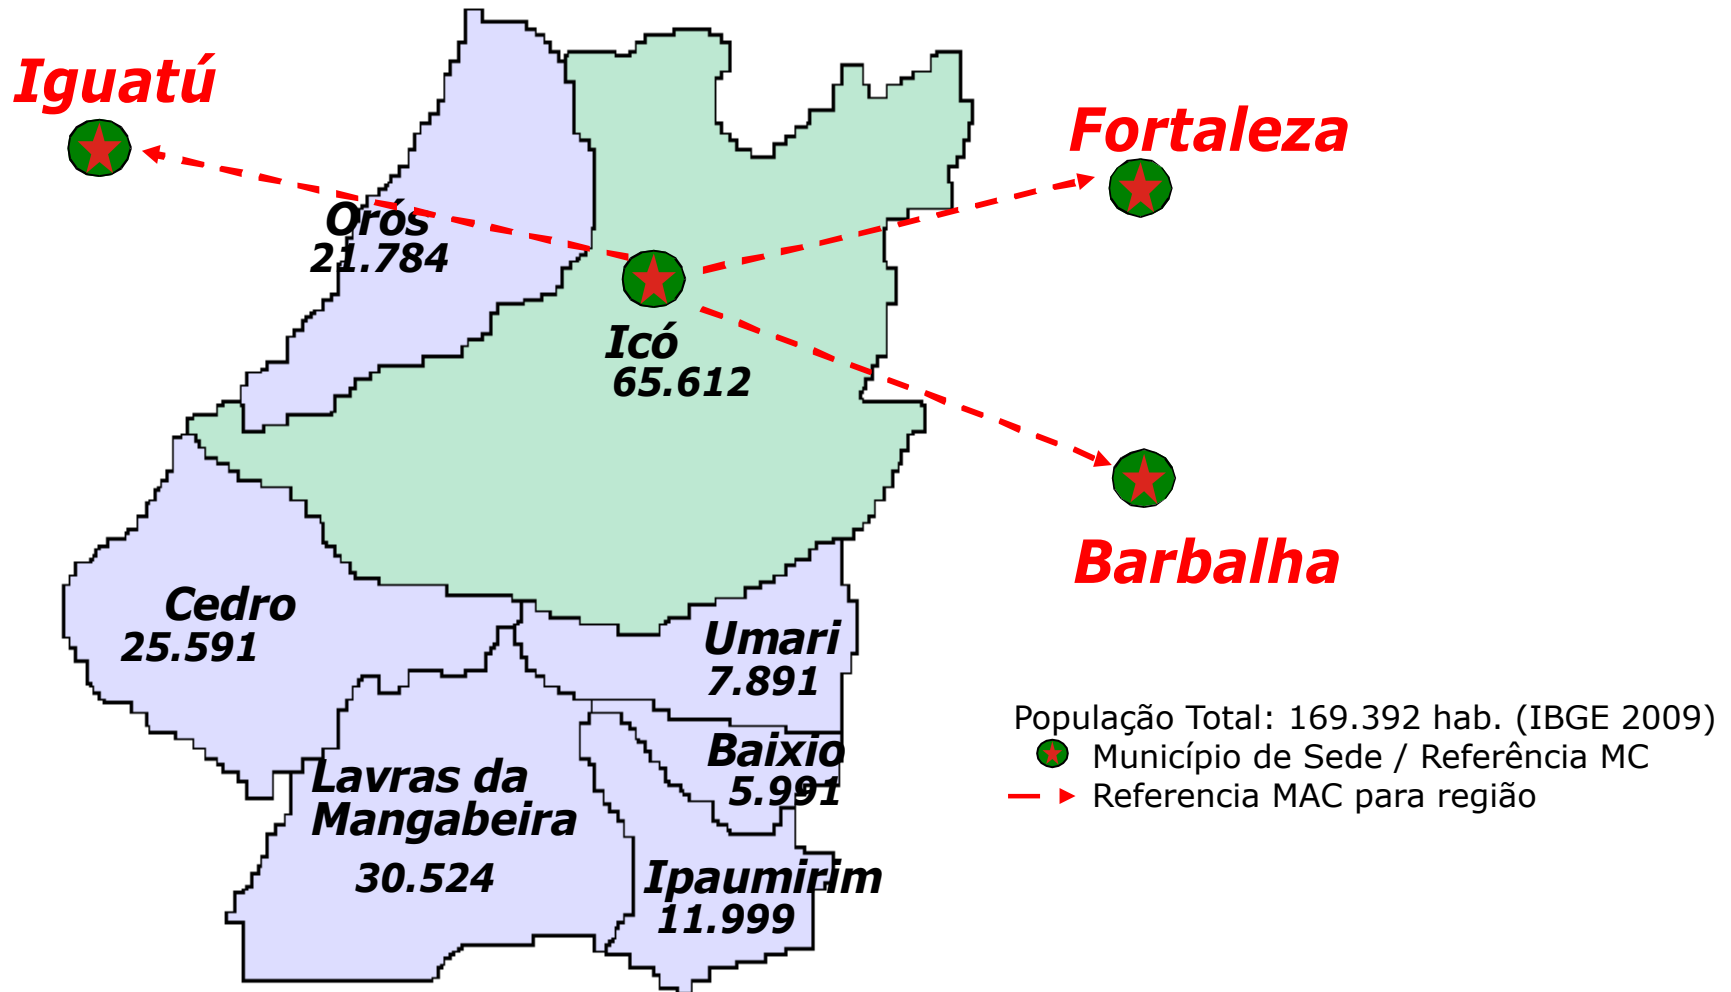 Iguatú
Fortaleza
Orós
21.784
Icó
65.612
Barbalha
Cedro
25.591
Umari
7.891
População Total: 169.392 hab. (IBGE 2009)
Município de Sede / Referência MC
Referencia MAC para região
Baixio
5.991
Lavras da
Mangabeira
30.524
Ipaumirim
11.999